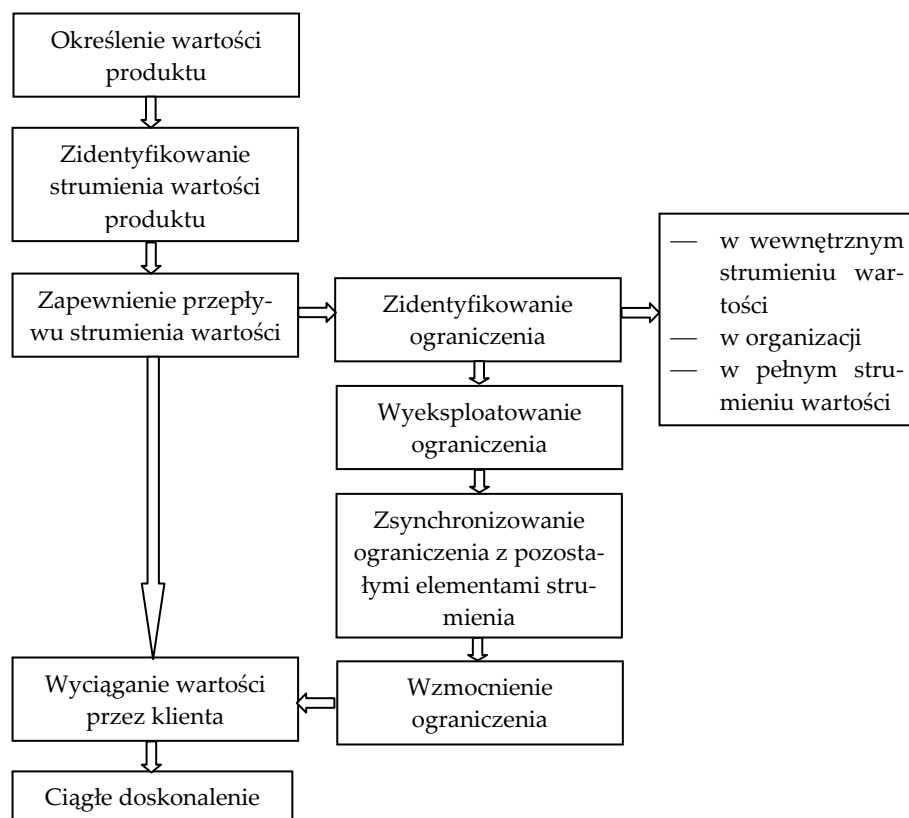 Określenie wartości
produktu
Zidentyfikowanie
strumienia wartości
produktu
Zapewnienie przepły-
wu strumienia wartości
Zidentyfikowanie
ograniczenia
— w wewnętrznym
strumieniu war-
tości
— w organizacji
— w pełnym stru-
mieniu wartości
Wyeksploatowanie
ograniczenia
Zsynchronizowanie
ograniczenia z pozosta-
łymi elementami stru-
mienia
Wzmocnienie
ograniczenia
Wyciąganie wartości
przez klienta
Ciągłe doskonalenie